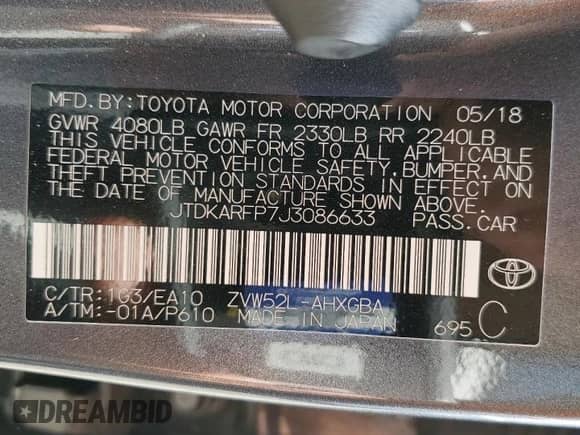 MFD.BY:TOYOTA MOTOR CORPORATION 05/18
GVWR 4080LB GAWR FR 2330LB RR 2240LB
THIS VEHICLE CONFORMS TO ALL APPLICABLE
FEDERAL MOTOR VEHICLE SAFETY,BUMPER,AND
THEFT PREVENTION STANDARDS IN EFFECT ON
THE DATE OF MANUFACTURE SHOWN ABOVE.
JTDKARFP7J3086633 PASS.CAR
C/TR:1G3/EA10 ZVW52L-AHXGBA
A/TM:-01A/P610 MADE IN JAPAN 695 C
DREAMBID